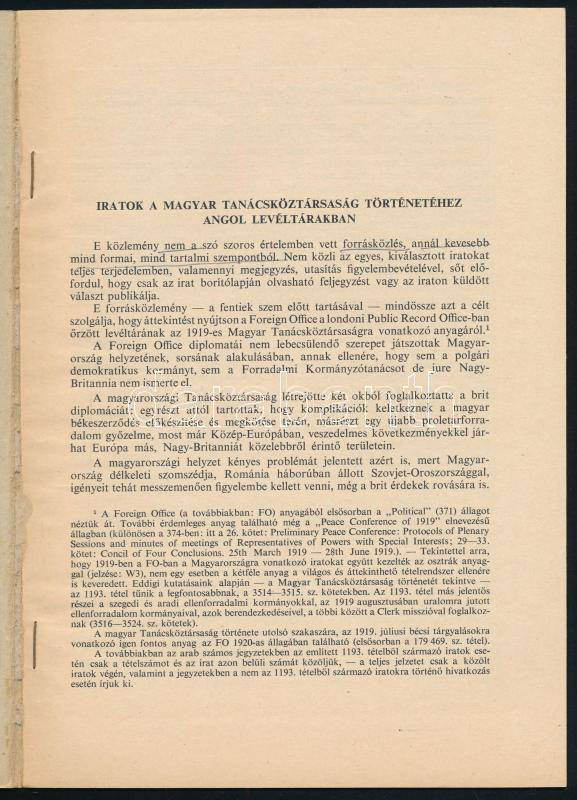 IRATOK A MAGYAR TANÁCSKÖZTÁRSASÁG TÖRTÉNETÉHEZ
ANGOL LEVÉLTÁRAKBAN
E közlemény nem a szó szoros értelemben vett forrásközlés, annál kevesebb
mind formai, mind tartalmi szempontból. Nem közli az egyes, kiválasztott iratokat
teljes terjedelemben, valamennyi megjegyzés, utasítás figyelembevételével, sőt elő-
fordul, hogy csak az irat borítólapján olvasható feljegyzést vagy az iraton küldött
választ publikálja.
E forrásközlemény — a fentiek szem előtt tartásával — mindössze azt a célt
szolgálja, hogy áttekintést nyújtson a Foreign Office a londoni Public Record Office-ban
őrzött levéltárának az 1919-es Magyar Tanácsköztársaságra vonatkozó anyagáról.¹
A Foreign Office diplomatái nem lebecsülendő szerepet játszottak Magyar-
ország helyzetének, sorsának alakulásában, annak ellenére, hogy sem a polgári
demokratikus kormányt, sem a Forradalmi Kormányzótanácsot de iure Nagy-
Britannia nem ismerte el.
A magyarországi Tanácsköztársaság létrejötte két okból foglalkoztatta a brit
diplomáciát: egyrészt attól tartottak, hogy komplikációk keletkeznek a magyar
békeszerződés előkészítése és megkötése terén, másrészt egy újabb proletárforra-
dalom győzelme, most már Közép-Európában, veszedelmes következményekkel jár-
hat Európa más, Nagy-Britanniát közelebbről érintő területein.
A magyarországi helyzet kényes problémát jelentett azért is, mert Magyar-
ország délkeleti szomszédja, Románia háborúban állott Szovjet-Oroszországgal,
igényeit tehát messzemenően figyelembe kellett venni, még a brit érdekek rovására is.
¹ A Foreign Office (a továbbiakban: FO) anyagából elsősorban a „Political” (371) állagot
néztük át. További érdemleges anyag található még a „Peace Conference of 1919” elnevezésű
állagban (különösen a 374-ben: itt a 26. kötet: Preliminary Peace Conference: Protocols of Plenary
Sessions and minutes of meetings of Representatives of Powers with Special Interests; 29—33.
kötet: Concil of Four Conclusions. 25th March 1919 — 28th June 1919.). — Tekintettel arra,
hogy 1919-ben a FO-ban a Magyarországra vonatkozó iratokat együtt kezelték az osztrák anyag-
gal (jelzése: W3), nem egy esetben a kétféle anyag a világos és áttekinthető tételrendszer ellenére
is keveredett. Eddigi kutatásaink alapján — a Magyar Tanácsköztársaság történetét tekintve —
az 1193. tétel tűnik a legfontosabbnak, a 3514—3515. sz. kötetekben. Az 1193. tétel más jelentős
részei a szegedi és aradi ellenforradalmi kormányokkal, az 1919 augusztusában uralomra jutott
ellenforradalom kormányaival, azok berendezkedéseivel, a többi között a Clerk misszióval foglalkoz-
nak (3516—3524. sz. kötetek).
A magyar Tanácsköztársaság története utolsó szakaszára, az 1919. júliusi bécsi tárgyalásokra
vonatkozó igen fontos anyag az FO 1920-as állagában található (elsősorban a 179 469. sz. tétel).
A továbbiakban az arab számos jegyzetekben az említett 1193. tételből származó iratok ese-
tén csak a tételszámot és az irat azon belüli számát közöljük, — a teljes jelzetet csak a közölt
iratok végén, valamint a jegyzetekben a nem az 1193. tételből származó iratokra történő hivatkozás
esetén írjuk ki.